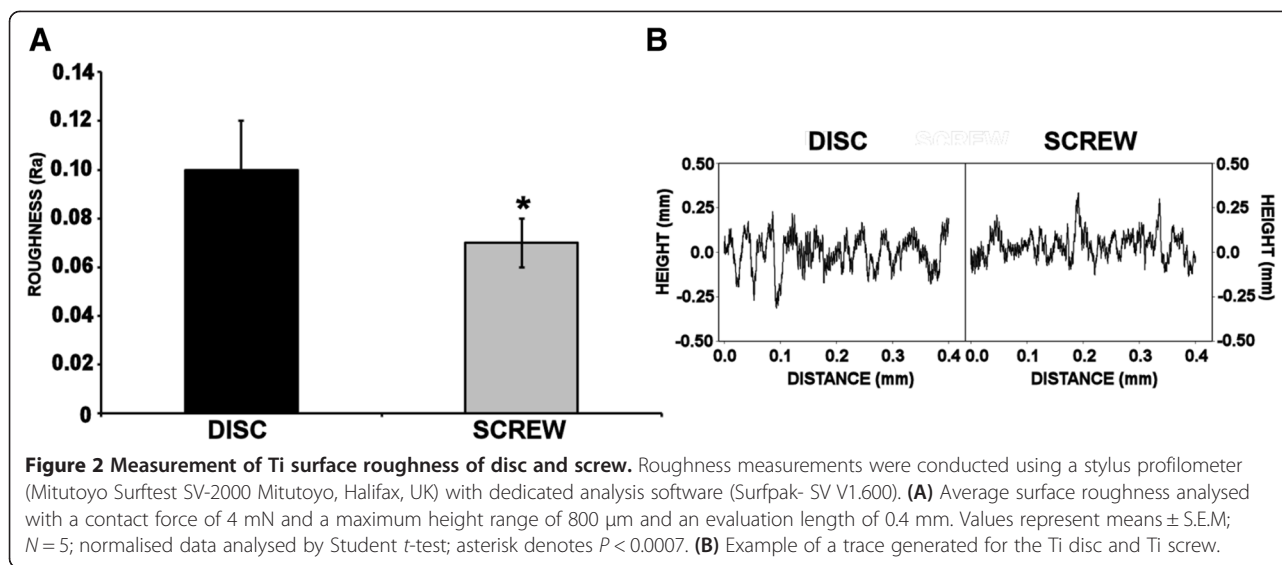 A
B
0.14
0.12
0.10
0.08
0.06
0.04
0.02
0
ROUGHNESS (Ra)
*
DISC
SCREW
SCREW
DISC
SCREW
0.50
0.25
0.0
-0.25
-0.50
HEIGHT (mm)
0.50
0.25
0.0
-0.25
-0.50
HEIGHT (mm)
0.0 0.1 0.2 0.3 0.4
0.0 0.1 0.2 0.3 0.4
DISTANCE (mm)
DISTANCE (mm)
Figure 2 Measurement of Ti surface roughness of disc and screw. Roughness measurements were conducted using a stylus profilometer
(Mitutoyo Surftest SV-2000 Mitutoyo, Halifax, UK) with dedicated analysis software (Surfpak- SV V1.600). (A) Average surface roughness analysed
with a contact force of 4 mN and a maximum height range of 800 μm and an evaluation length of 0.4 mm. Values represent means ± S.E.M;
N = 5; normalised data analysed by Student t-test; asterisk denotes P < 0.0007. (B) Example of a trace generated for the Ti disc and Ti screw.